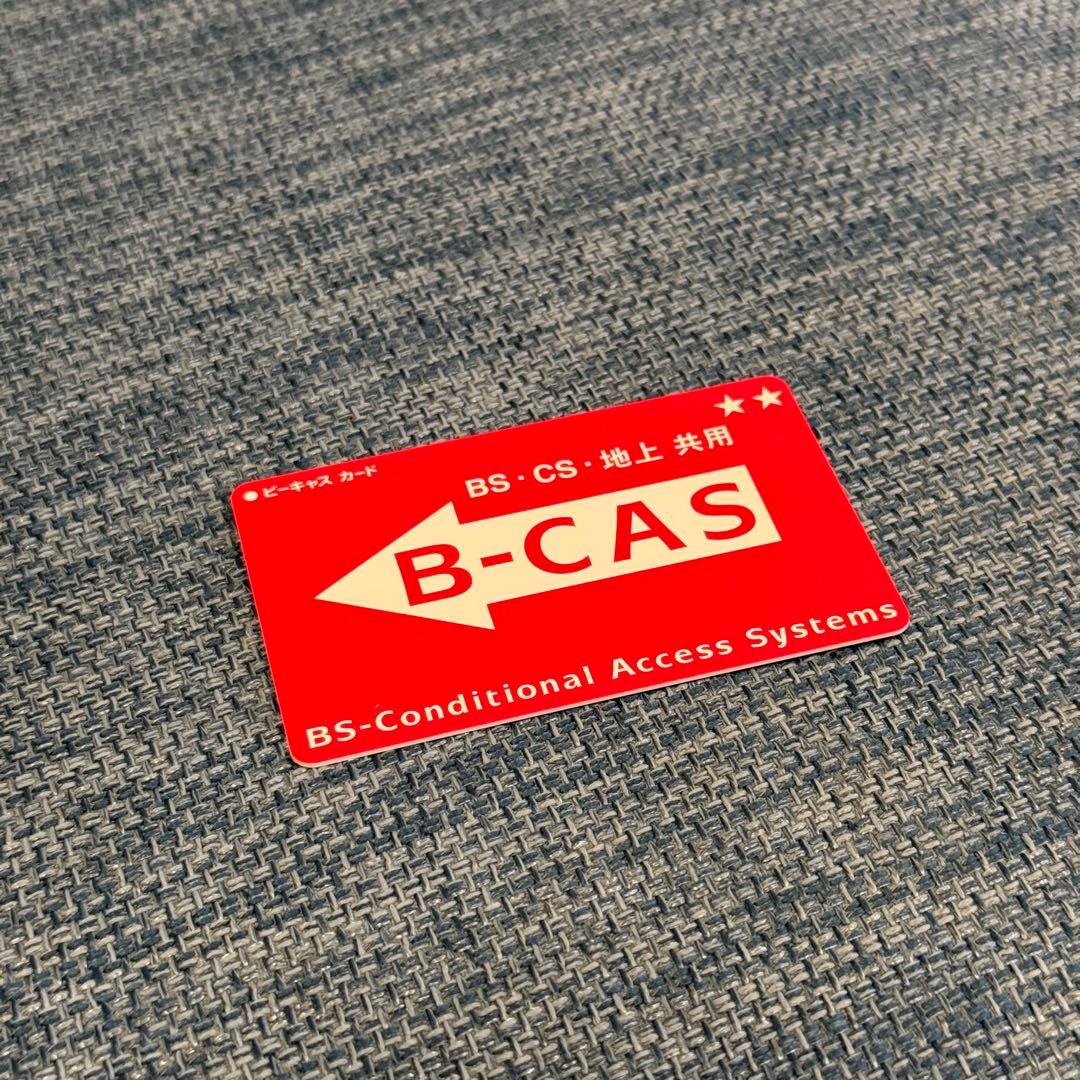 ★★
●ビーキャス カード
BS・CS・地上 共用
B-CAS
BS-Conditional Access Systems